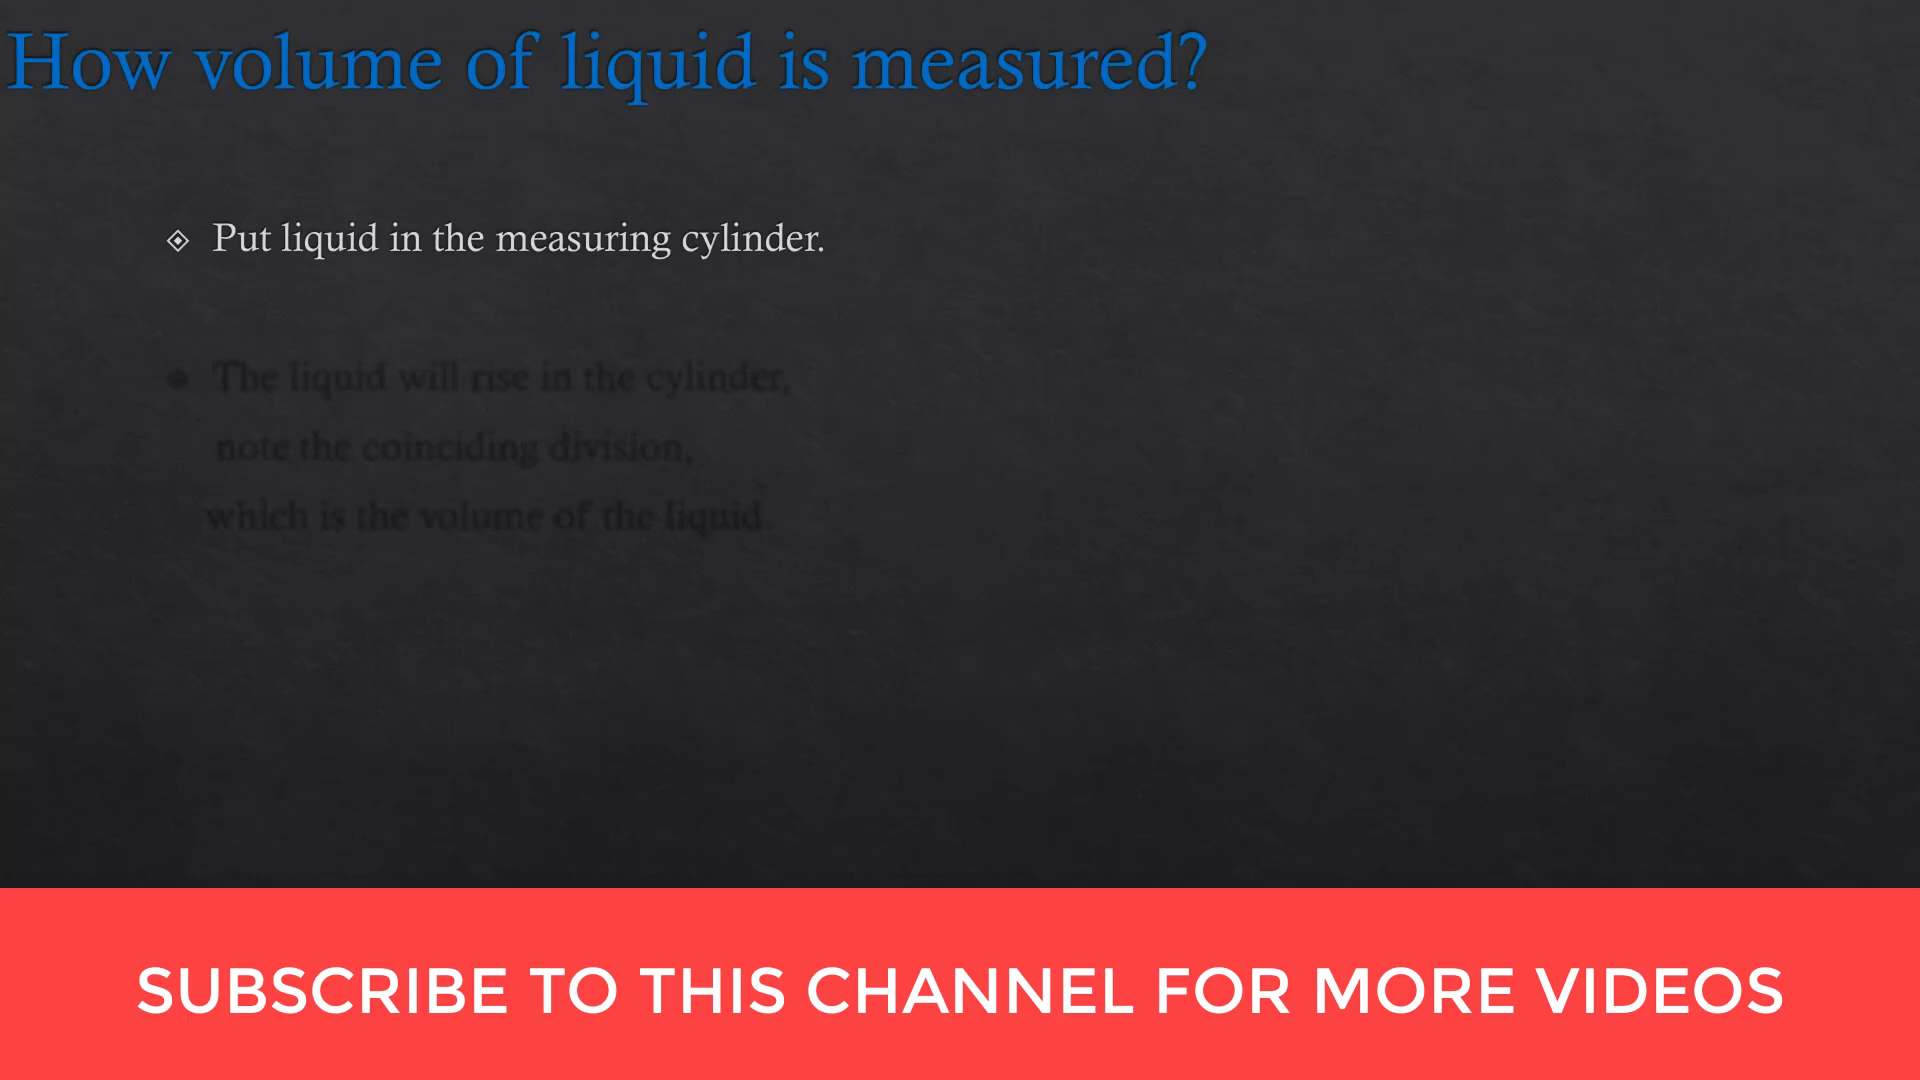 How volume of liquid is measured?
Put liquid in the measuring cylinder.
The liquid will rise in the cylinder,
note the coinciding division,
which is the volume of the liquid.
SUBSCRIBE TO THIS CHANNEL FOR MORE VIDEOS